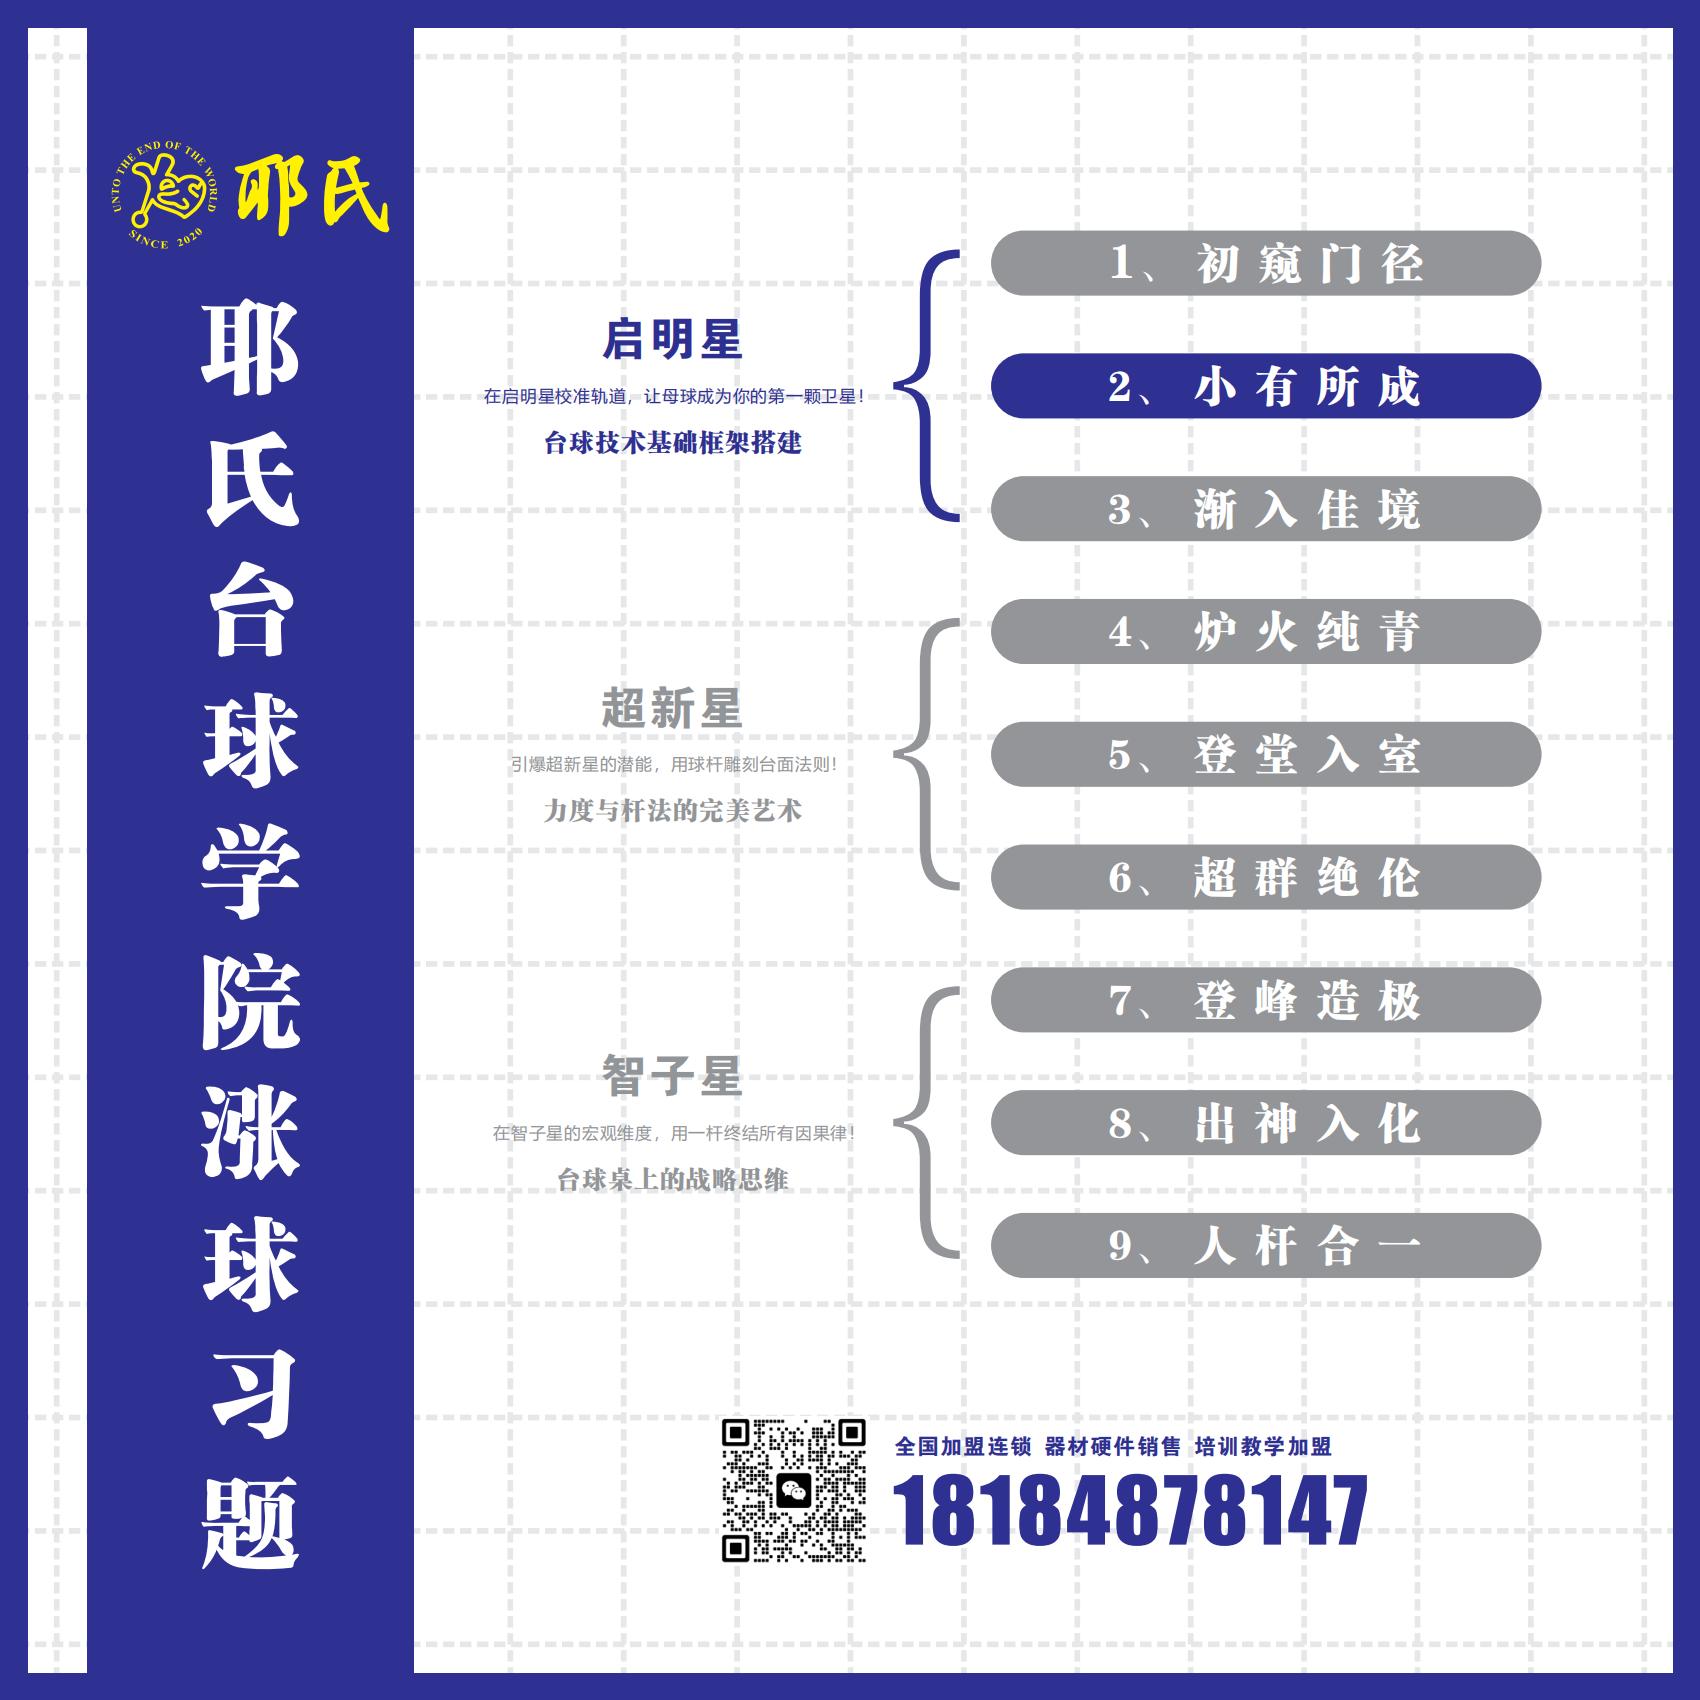 UNTO THE END OF THE WORLD
SINCE 2020
耶氏
耶氏台球学院涨球习题
启明星
在启明星校准轨道，让母球成为你的第一颗卫星！
台球技术基础框架搭建
1、初窥门径
2、小有所成
3、渐入佳境
超新星
引爆超新星的潜能，用球杆雕刻台面法则！
力度与杆法的完美艺术
4、炉火纯青
5、登堂入室
6、超群绝伦
智子星
在智子星的宏观维度，用一杆终结所有因果律！
台球桌上的战略思维
7、登峰造极
8、出神入化
9、人杆合一
全国加盟连锁 器材硬件销售 培训教学加盟
18184878147